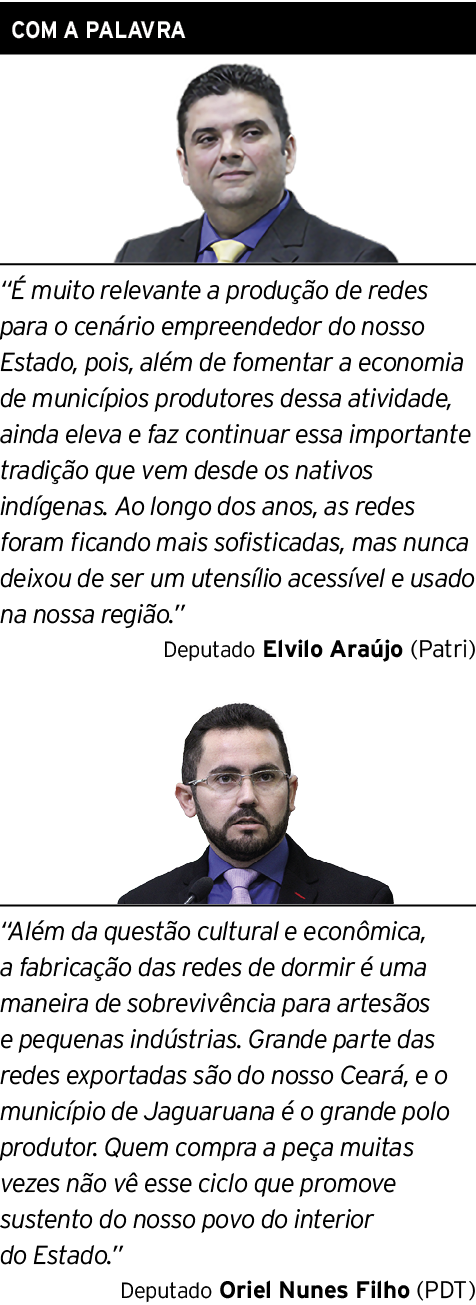 COM A PALAVRA
“É muito relevante a produção de redes
para o cenário empreendedor do nosso
Estado, pois, além de fomentar a economia
de municípios produtores dessa atividade,
ainda eleva e faz continuar essa importante
tradição que vem desde os nativos
indígenas. Ao longo dos anos, as redes
foram ficando mais sofisticadas, mas nunca
deixou de ser um utensílio acessível e usado
na nossa região.”
Deputado Elvilo Araújo (Patri)
“Além da questão cultural e econômica,
a fabricação das redes de dormir é uma
maneira de sobrevivência para artesãos
e pequenas indústrias. Grande parte das
redes exportadas são do nosso Ceará, e o
município de Jaguaruana é o grande polo
produtor. Quem compra a peça muitas
vezes não vê esse ciclo que promove
sustento do nosso povo do interior
do Estado.”
Deputado Oriel Nunes Filho (PDT)